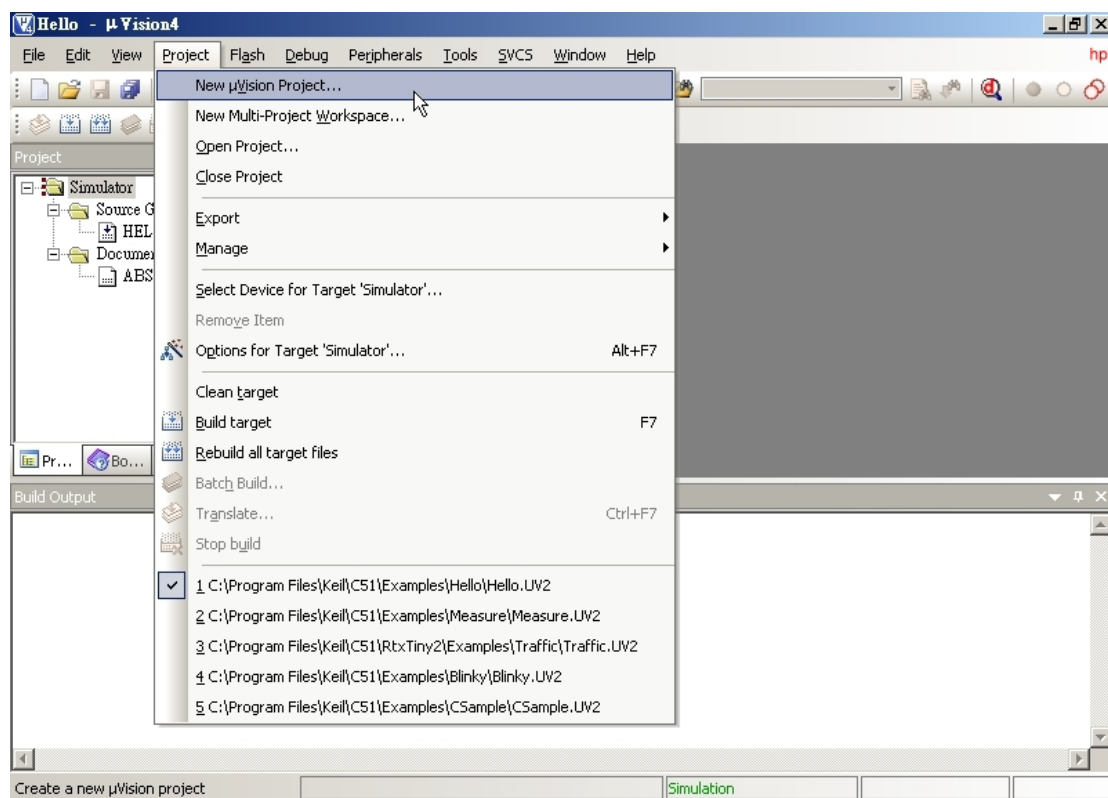 Hello - µVision4
File Edit View Project Flash Debug Peripherals Tools SVCS Window Help
hp
New µVision Project...
New Multi-Project Workspace...
Open Project...
Close Project
Export
Manage
Select Device for Target 'Simulator'...
Remove Item
Options for Target 'Simulator'... Alt+F7
Clean target
Build target F7
Rebuild all target files
Batch Build...
Translate... Ctrl+F7
Stop build
1 C:\Program Files\Keil\C51\Examples\Hello\Hello.UV2
2 C:\Program Files\Keil\C51\Examples\Measure\Measure.UV2
3 C:\Program Files\Keil\C51\RtxTiny2\Examples\Traffic\Traffic.UV2
4 C:\Program Files\Keil\C51\Examples\Blinky\Blinky.UV2
5 C:\Program Files\Keil\C51\Examples\CSample\CSample.UV2
Project
Simulator
Source G
HEL
Documen
ABS
Pr... Bo...
Build Output
Create a new µVision project
Simulation